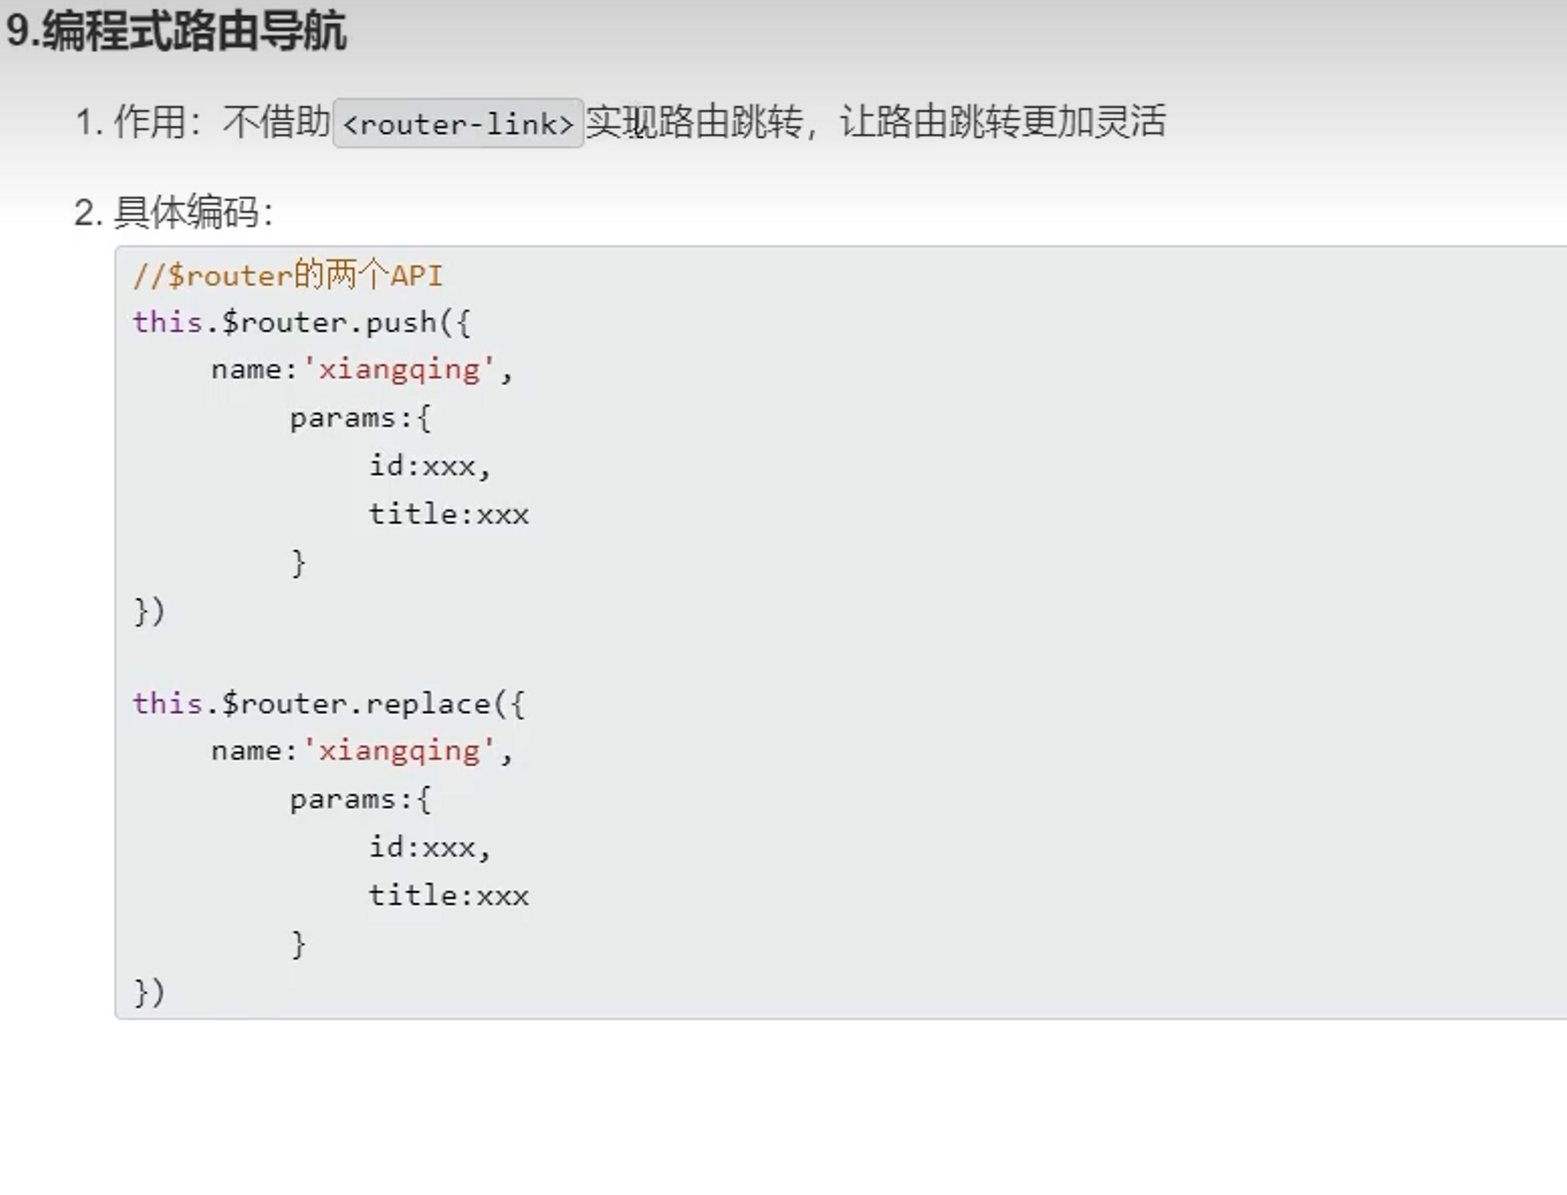 9.编程式路由导航
1. 作用：不借助<router-link>实现路由跳转，让路由跳转更加灵活
2. 具体编码：
//$router的两个API
this.$router.push({
name:'xiangqing',
params:{
id:xxx,
title:xxx
}
})
this.$router.replace({
name:'xiangqing',
params:{
id:xxx,
title:xxx
}
})